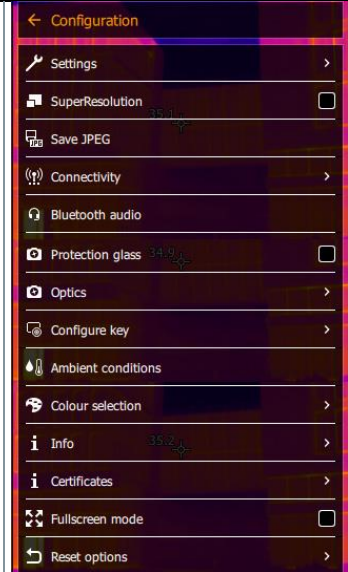 Configuration
Settings
SuperResolution
35.1
JPG Save JPEG
Connectivity
Bluetooth audio
Protection glass 34.9
Optics
Configure key
Ambient conditions
Colour selection
i Info 35.2
i Certificates
Fullscreen mode
Reset options